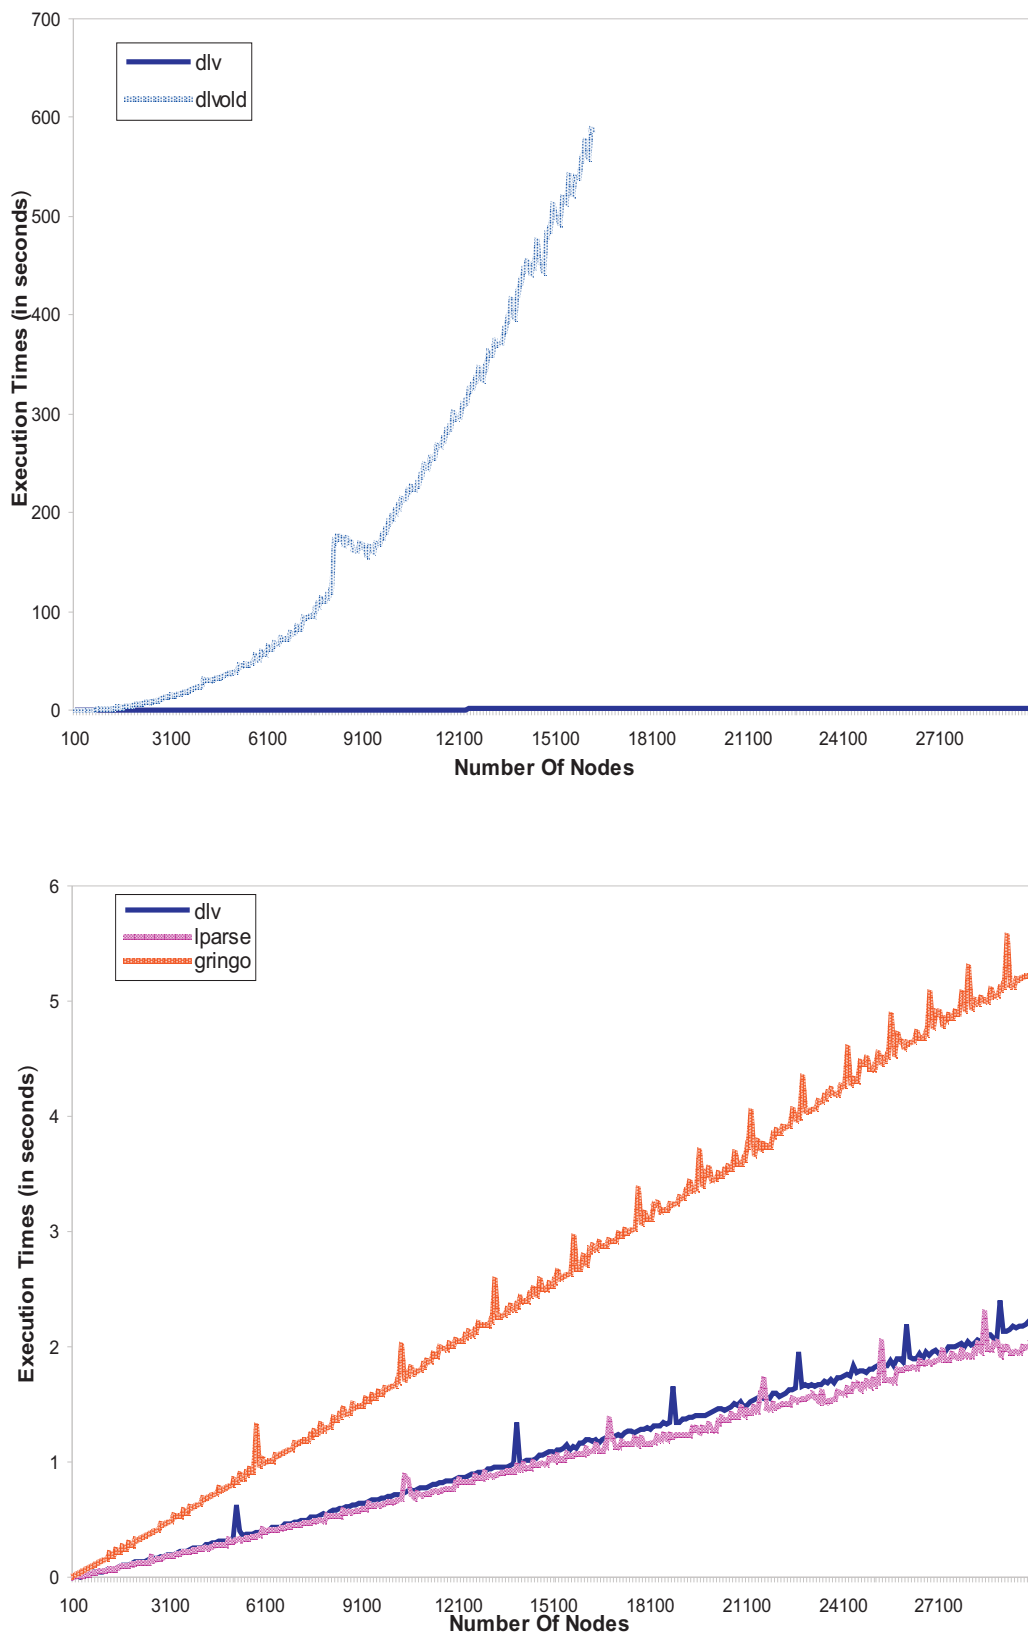 700
600
500
400
300
200
100
0
Execution Times (in seconds)
dlv
dlvold
100 3100 6100 9100 12100 15100 18100 21100 24100 27100
Number Of Nodes
6
5
4
3
2
1
0
Execution Times (in seconds)
dlv
lparse
gringo
100 3100 6100 9100 12100 15100 18100 21100 24100 27100
Number Of Nodes